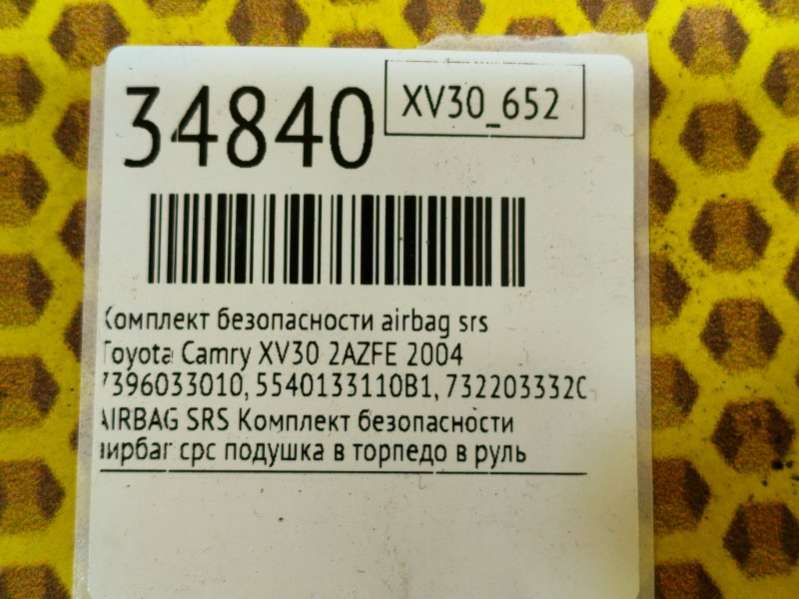 34840
XV30_652
Комплект безопасности airbag srs
Toyota Camry XV30 2AZFE 2004
7396033010, 5540133110B1, 732203332C
AIRBAG SRS Комплект безопасности
аирбаг срс подушка в торпедо в руль